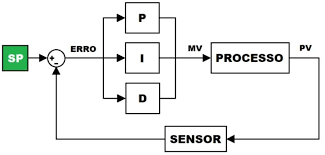 P
ERRO
MV
PV
SP
+
-
I
PROCESSO
D
SENSOR